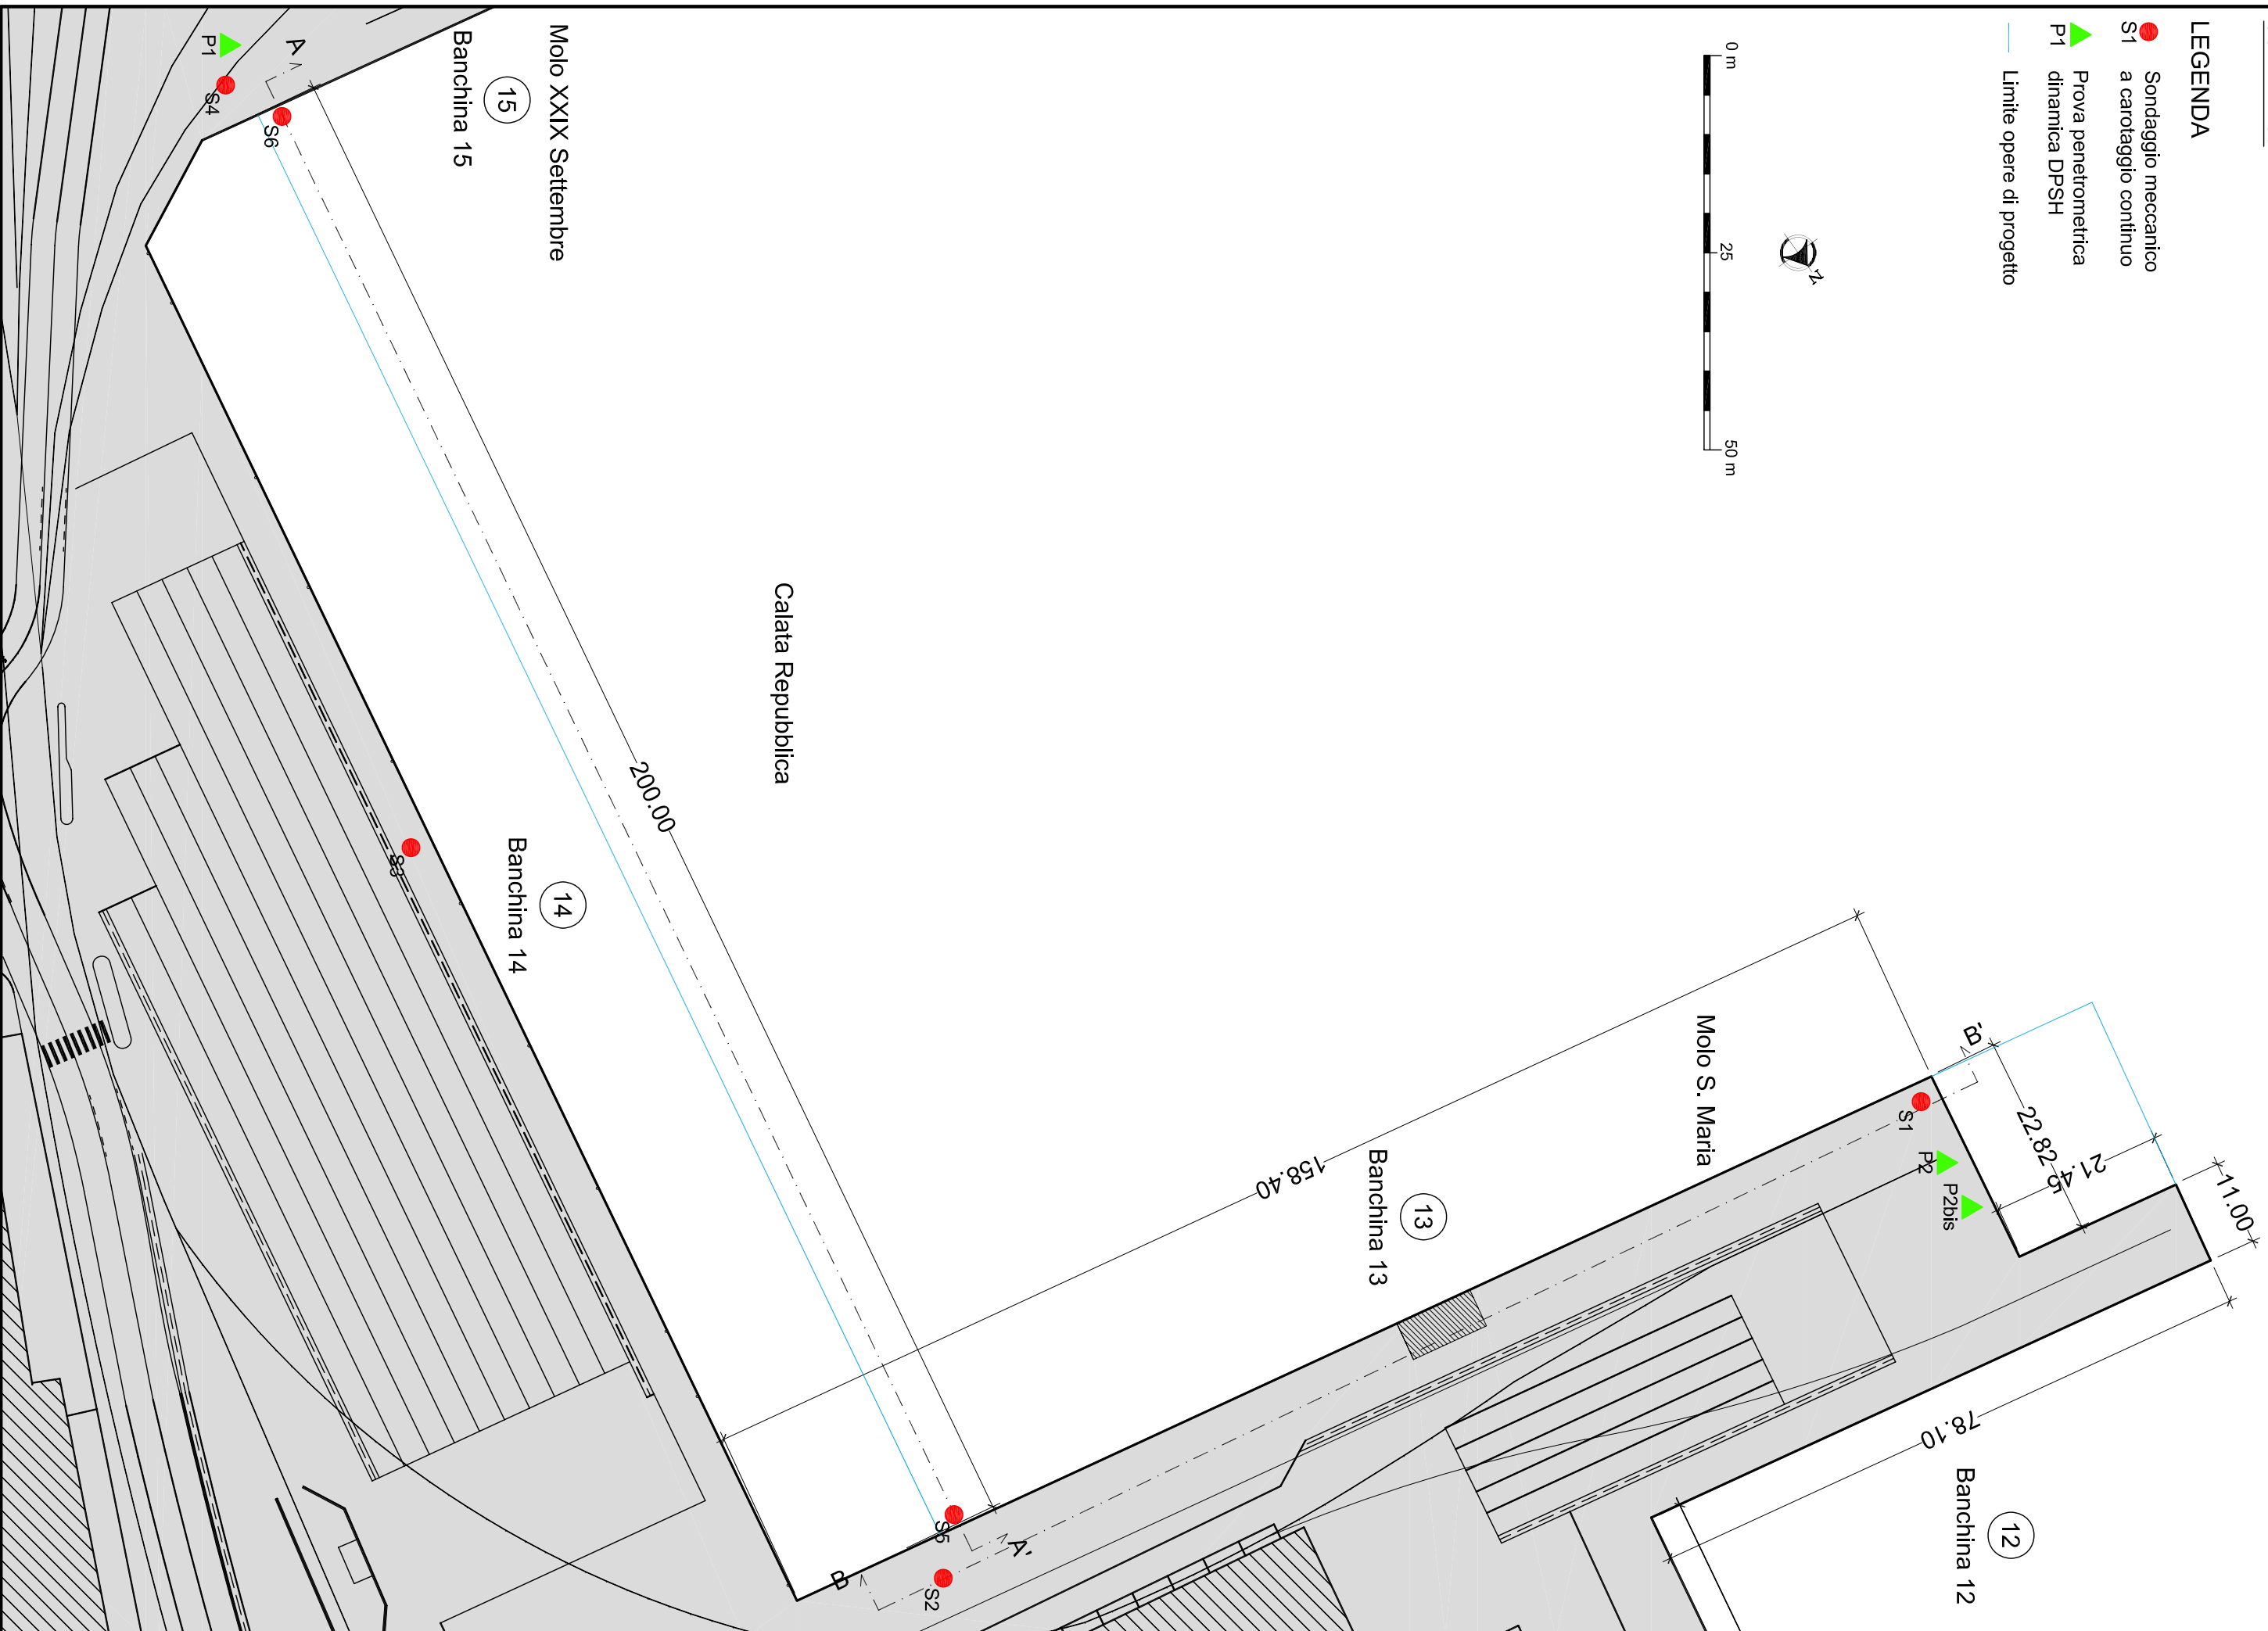 LEGENDA
S1
Sondaggio meccanico
a carotaggio continuo
P1
Prova penetrometrica
dinamica DPSH
Limite opere di progetto
N
0 m
25
50 m
Molo XXIX Settembre
15
Banchina 15
A
P1
S4
S6
Calata Repubblica
200.00
14
Banchina 14
S3
Molo S. Maria
158.40
13
Banchina 13
B'
S1
P2
P2bis
22.82
21.45
11.00
78.10
12
Banchina 12
S5
A'
B
S2